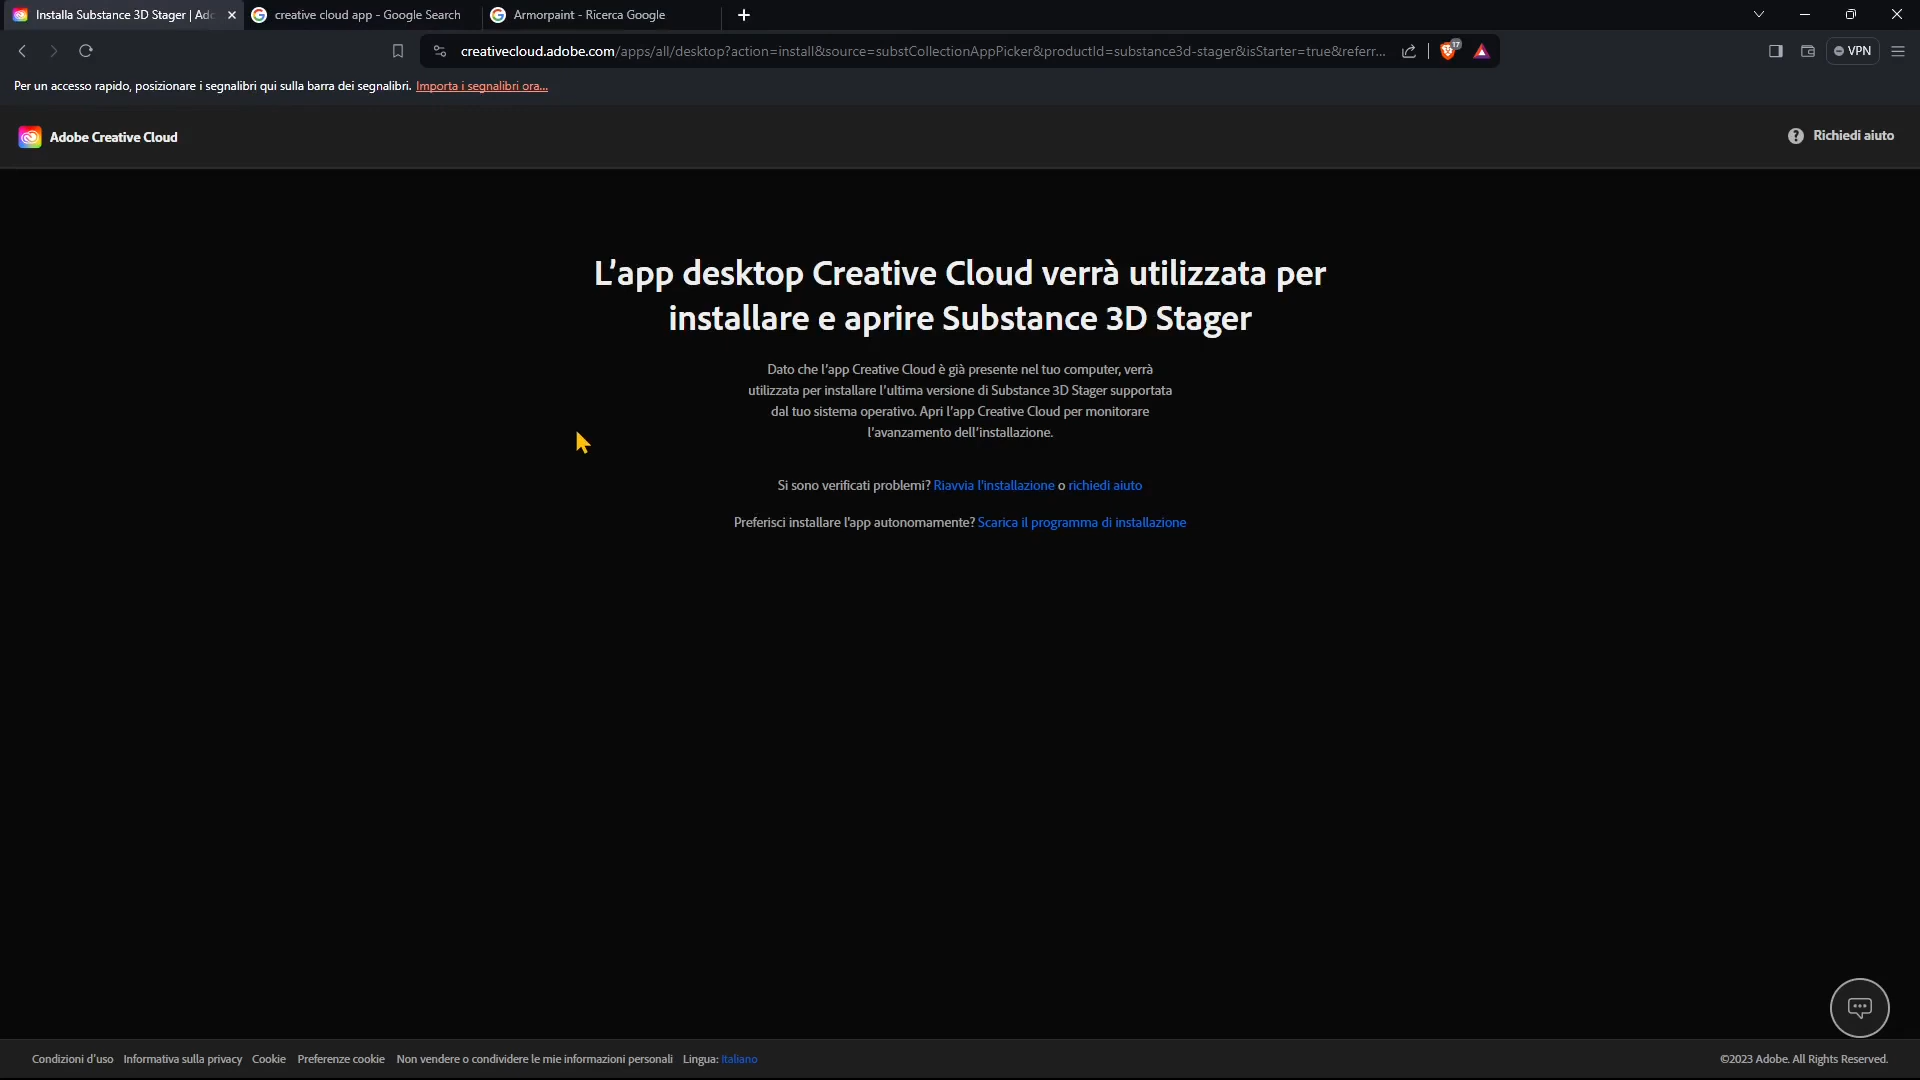 Installa Substance 3D Stager | Ado
creative cloud app - Google Search
Armorpaint - Ricerca Google
creativecloud.adobe.com/apps/all/desktop?action=install&source=substCollectionAppPicker&productId=substance3d-stager&isStarter=true&referr...
17
VPN
Per un accesso rapido, posizionare i segnalibri qui sulla barra dei segnalibri. Importa i segnalibri ora...
Adobe Creative Cloud
Richiedi aiuto
L'app desktop Creative Cloud verrà utilizzata per
installare e aprire Substance 3D Stager
Dato che l'app Creative Cloud è già presente nel tuo computer, verrà
utilizzata per installare l'ultima versione di Substance 3D Stager supportata
dal tuo sistema operativo. Apri l'app Creative Cloud per monitorare
l'avanzamento dell'installazione.
Si sono verificati problemi? Riavvia l'installazione o richiedi aiuto
Preferisci installare l'app autonomamente? Scarica il programma di installazione
Condizioni d'uso Informativa sulla privacy Cookie Preferenze cookie Non vendere o condividere le mie informazioni personali Lingua: Italiano
©2023 Adobe. All Rights Reserved.